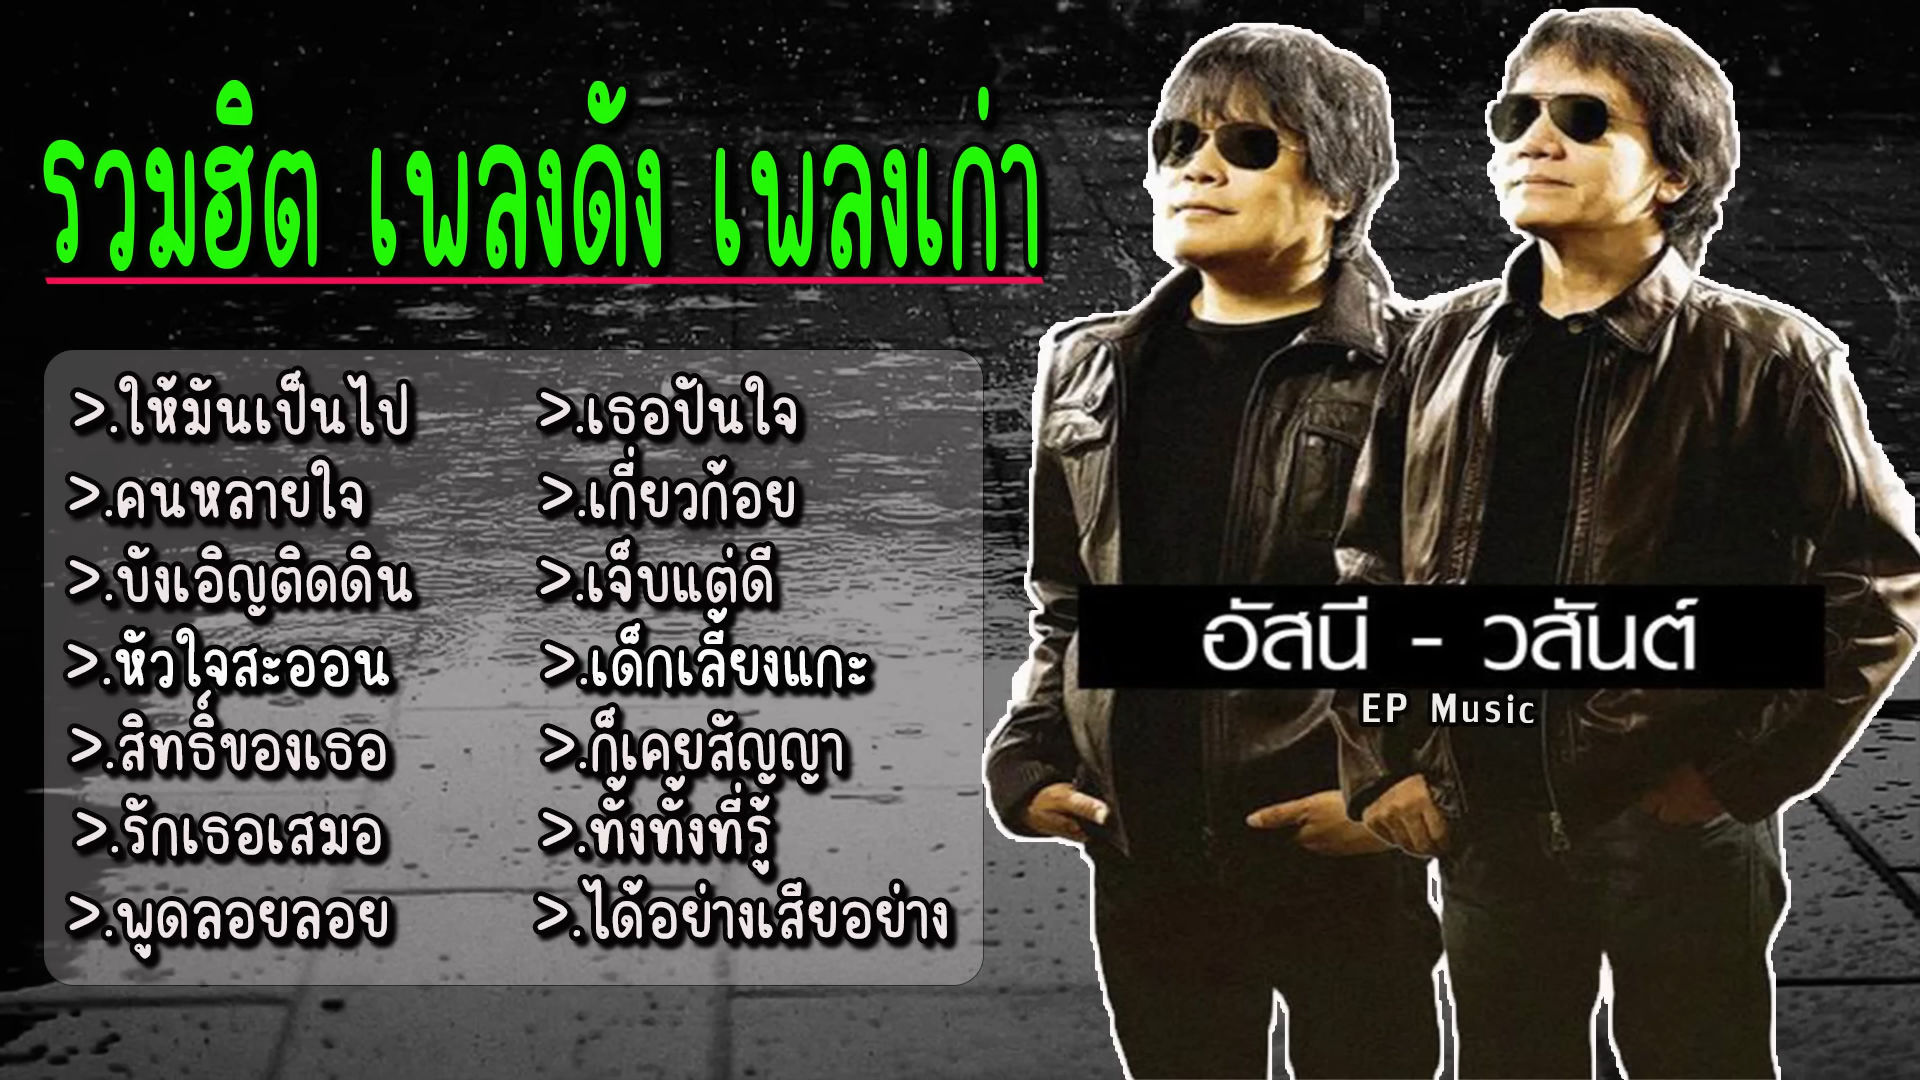 รวมฮิต เพลงดัง เพลงเก่า
>.ให้มันเป็นไป
>.คนหลายใจ
>.บังเอิญติดดิน
>.หัวใจสะออน
>.สิทธิ์ของเธอ
>.รักเธอเสมอ
>.พูดลอยลอย
>.เธอปันใจ
>.เกี่ยวก้อย
>.เจ็บแต่ดี
>.เด็กเลี้ยงแกะ
>.ก็เคยสัญญา
>.ทั้งทั้งที่รู้
>.ได้อย่างเสียอย่าง
อัสนี - วสันต์
EP Music